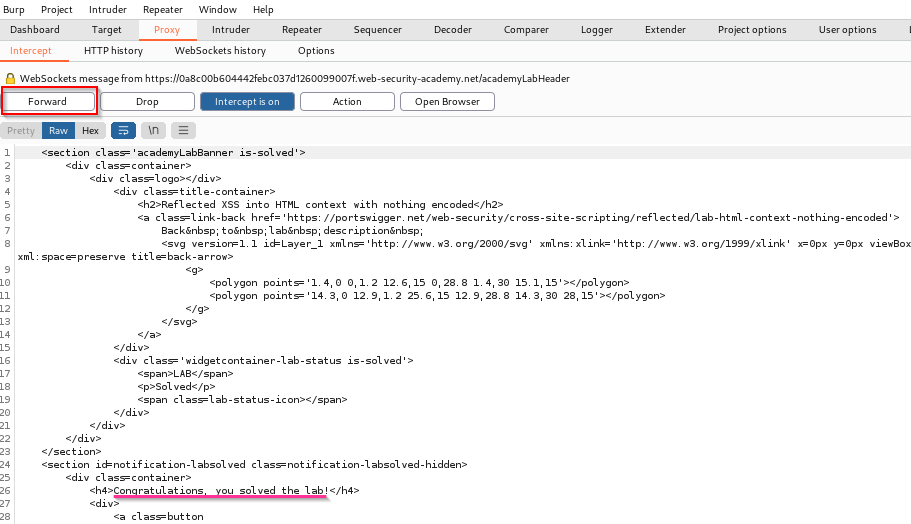 Burp Project Intruder Repeater Window Help
Dashboard Target Proxy Intruder Repeater Sequencer Decoder Comparer Logger Extender Project options User options
Intercept HTTP history WebSockets history Options
WebSockets message from https://0a8c00b604442febc037d1260099007f.web-security-academy.net/academyLabHeader
Forward Drop Intercept is on Action Open Browser
Pretty Raw Hex \n
1 <section class='academyLabBanner is-solved'>
2 <div class=container>
3 <div class=logo></div>
4 <div class=title-container>
5 <h2>Reflected XSS into HTML context with nothing encoded</h2>
6 <a class=link-back href='https://portswigger.net/web-security/cross-site-scripting/reflected/lab-html-context-nothing-encoded'>
7 Back&nbsp;to&nbsp;lab&nbsp;description&nbsp;
8 <svg version=1.1 id=Layer_1 xmlns='http://www.w3.org/2000/svg' xmlns:xlink='http://www.w3.org/1999/xlink' x=0px y=0px viewBox
xml:space=preserve title=back-arrow>
9 <g>
10 <polygon points='1.4,0 0,1.2 12.6,15 0,28.8 1.4,30 15.1,15'></polygon>
11 <polygon points='14.3,0 12.9,1.2 25.6,15 12.9,28.8 14.3,30 28,15'></polygon>
12 </g>
13 </svg>
14 </a>
15 </div>
16 <div class='widgetcontainer-lab-status is-solved'>
17 <span>LAB</span>
18 <p>Solved</p>
19 <span class=lab-status-icon></span>
20 </div>
21 </div>
22 </div>
23 </section>
24 <section id=notification-labsolved class=notification-labsolved-hidden>
25 <div class=container>
26 <h4>Congratulations, you solved the lab!</h4>
27 <div>
28 <a class=button